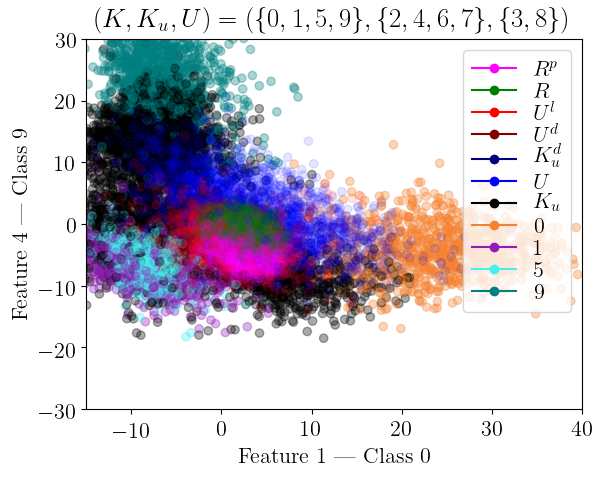 (K, K_u, U) = ({0, 1, 5, 9}, {2, 4, 6, 7}, {3, 8})
30
20
10
0
−10
−20
−30
Feature 4 — Class 9
R^p
R
U^l
U^d
K_u^d
U
K_u
0
1
5
9
−10
0
10
20
30
40
Feature 1 — Class 0